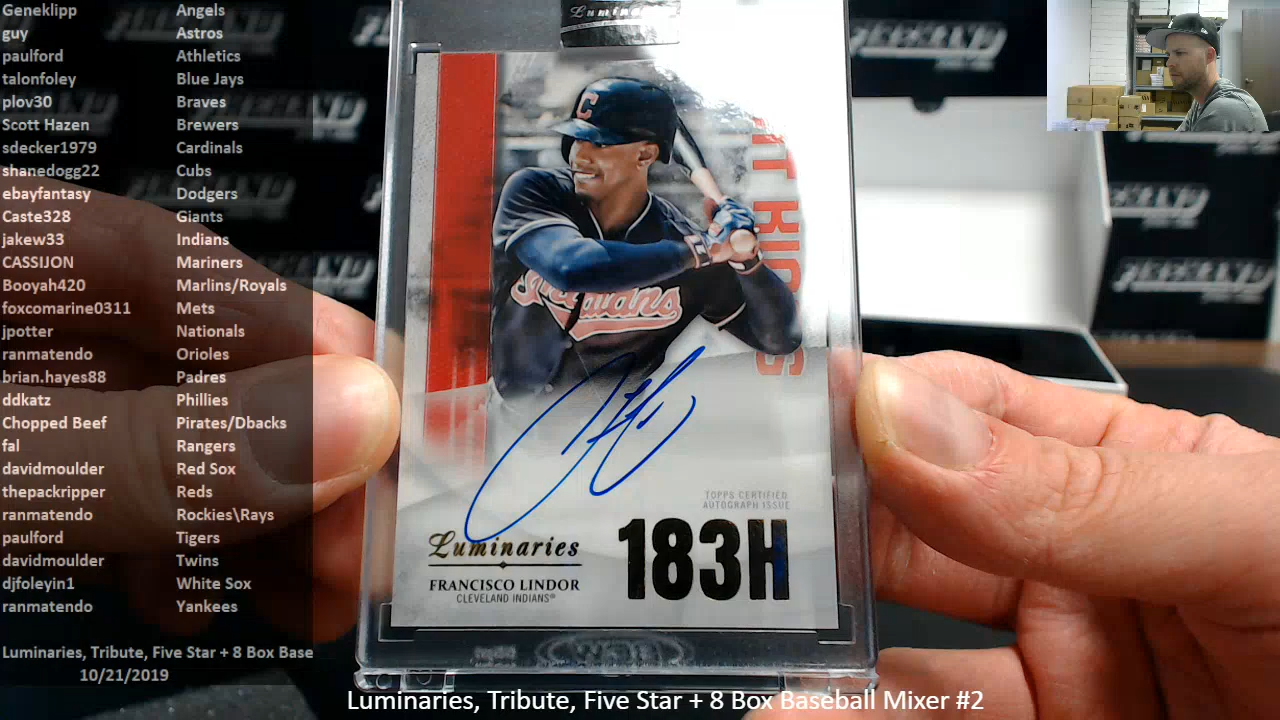 Geneklipp Angels
guy Astros
paulford Athletics
talonfoley Blue Jays
plov30 Braves
Scott Hazen Brewers
sdecker1979 Cardinals
shanedogg22 Cubs
ebayfantasy Dodgers
Caste328 Giants
jakew33 Indians
CASSIJON Mariners
Booyah420 Marlins/Royals
foxcomarine0311 Mets
jpotter Nationals
ranmatendo Orioles
brian.hayes88 Padres
ddkatz Phillies
Chopped Beef Pirates/Dbacks
fal Rangers
davidmoulder Red Sox
thepackripper Reds
ranmatendo Rockies\Rays
paulford Tigers
davidmoulder Twins
djfoleyin1 White Sox
ranmatendo Yankees
Luminaries, Tribute, Five Star + 8 Box Base
10/21/2019
C
Indians
TOPPS CERTIFIED
AUTOGRAPH ISSUE
Luminaries
183H
FRANCISCO LINDOR
CLEVELAND INDIANS®
Luminaries, Tribute, Five Star + 8 Box Baseball Mixer #2